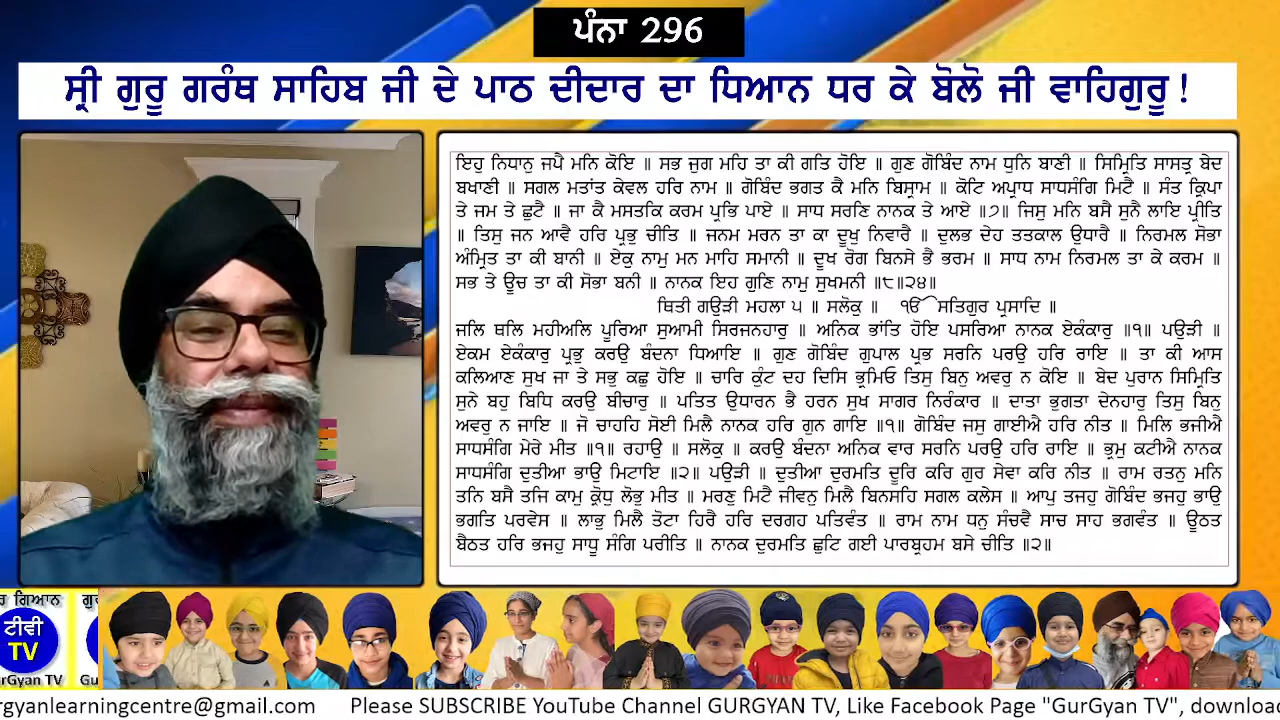 ਪੰਨਾ 296
ਸ੍ਰੀ ਗੁਰੂ ਗਰੰਥ ਸਾਹਿਬ ਜੀ ਦੇ ਪਾਠ ਦੀਦਾਰ ਦਾ ਧਿਆਨ ਧਰ ਕੇ ਬੋਲੋ ਜੀ ਵਾਹਿਗੁਰੂ !
ਇਹੁ ਨਿਧਾਨੁ ਜਪੈ ਮਨਿ ਕੋਇ ॥ ਸਭ ਜੁਗ ਮਹਿ ਤਾ ਕੀ ਗਤਿ ਹੋਇ ॥ ਗੁਣ ਗੋਬਿੰਦ ਨਾਮ ਧੁਨਿ ਬਾਣੀ ॥ ਸਿਮ੍ਰਿਤਿ ਸਾਸਤ੍ਰ ਬੇਦ
ਬਖਾਣੀ ॥ ਸਗਲ ਮਤਾਂਤ ਕੇਵਲ ਹਰਿ ਨਾਮ ॥ ਗੋਬਿੰਦ ਭਗਤ ਕੈ ਮਨਿ ਬਿਸ੍ਰਾਮ ॥ ਕੋਟਿ ਅਪ੍ਰਾਧ ਸਾਧਸੰਗਿ ਮਿਟੈ ॥ ਸੰਤ ਕ੍ਰਿਪਾ
ਤੇ ਜਮ ਤੇ ਛੁਟੈ ॥ ਜਾ ਕੈ ਮਸਤਕਿ ਕਰਮ ਪ੍ਰਭਿ ਪਾਏ ॥ ਸਾਧ ਸਰਣਿ ਨਾਨਕ ਤੇ ਆਏ ॥੭॥ ਜਿਸੁ ਮਨਿ ਬਸੈ ਸੁਨੈ ਲਾਇ ਪ੍ਰੀਤਿ
॥ ਤਿਸੁ ਜਨ ਆਵੈ ਹਰਿ ਪ੍ਰਭੁ ਚੀਤਿ ॥ ਜਨਮ ਮਰਨ ਤਾ ਕਾ ਦੂਖੁ ਨਿਵਾਰੈ ॥ ਦੁਲਭ ਦੇਹ ਤਤਕਾਲ ਉਧਾਰੈ ॥ ਨਿਰਮਲ ਸੋਭਾ
ਅੰਮ੍ਰਿਤ ਤਾ ਕੀ ਬਾਨੀ ॥ ਏਕੁ ਨਾਮੁ ਮਨ ਮਾਹਿ ਸਮਾਨੀ ॥ ਦੂਖ ਰੋਗ ਬਿਨਸੇ ਭੈ ਭਰਮ ॥ ਸਾਧ ਨਾਮ ਨਿਰਮਲ ਤਾ ਕੇ ਕਰਮ ॥
ਸਭ ਤੇ ਊਚ ਤਾ ਕੀ ਸੋਭਾ ਬਨੀ ॥ ਨਾਨਕ ਇਹ ਗੁਣਿ ਨਾਮੁ ਸੁਖਮਨੀ ॥੮॥੨੪॥
ਥਿਤੀ ਗਉੜੀ ਮਹਲਾ ੫ ॥ ਸਲੋਕੁ ॥ ੴ ਸਤਿਗੁਰ ਪ੍ਰਸਾਦਿ ॥
ਜਲਿ ਥਲਿ ਮਹੀਅਲਿ ਪੂਰਿਆ ਸੁਆਮੀ ਸਿਰਜਨਹਾਰੁ ॥ ਅਨਿਕ ਭਾਂਤਿ ਹੋਇ ਪਸਰਿਆ ਨਾਨਕ ਏਕੰਕਾਰੁ ॥੧॥ ਪਉੜੀ ॥
ਏਕਮ ਏਕੰਕਾਰੁ ਪ੍ਰਭੁ ਕਰਉ ਬੰਦਨਾ ਧਿਆਇ ॥ ਗੁਣ ਗੋਬਿੰਦ ਗੁਪਾਲ ਪ੍ਰਭ ਸਰਨਿ ਪਰਉ ਹਰਿ ਰਾਇ ॥ ਤਾ ਕੀ ਆਸ
ਕਲਿਆਣ ਸੁਖ ਜਾ ਤੇ ਸਭੁ ਕਛੁ ਹੋਇ ॥ ਚਾਰਿ ਕੁੰਟ ਦਹ ਦਿਸਿ ਭ੍ਰਮਿਓ ਤਿਸੁ ਬਿਨੁ ਅਵਰੁ ਨ ਕੋਇ ॥ ਬੇਦ ਪੁਰਾਨ ਸਿਮ੍ਰਿਤਿ
ਸੁਨੇ ਬਹੁ ਬਿਧਿ ਕਰਉ ਬੀਚਾਰੁ ॥ ਪਤਿਤ ਉਧਾਰਨ ਭੈ ਹਰਨ ਸੁਖ ਸਾਗਰ ਨਿਰੰਕਾਰ ॥ ਦਾਤਾ ਭੁਗਤਾ ਦੇਨਹਾਰੁ ਤਿਸੁ ਬਿਨੁ
ਅਵਰੁ ਨ ਜਾਇ ॥ ਜੋ ਚਾਹਹਿ ਸੋਈ ਮਿਲੈ ਨਾਨਕ ਹਰਿ ਗੁਨ ਗਾਇ ॥੧॥ ਗੋਬਿੰਦ ਜਸੁ ਗਾਈਐ ਹਰਿ ਨੀਤ ॥ ਮਿਲਿ ਭਜੀਐ
ਸਾਧਸੰਗਿ ਮੇਰੇ ਮੀਤ ॥੧॥ ਰਹਾਉ ॥ ਸਲੋਕੁ ॥ ਕਰਉ ਬੰਦਨਾ ਅਨਿਕ ਵਾਰ ਸਰਨਿ ਪਰਉ ਹਰਿ ਰਾਇ ॥ ਭ੍ਰਮੁ ਕਟੀਐ ਨਾਨਕ
ਸਾਧਸੰਗਿ ਦੁਤੀਆ ਭਾਉ ਮਿਟਾਇ ॥੨॥ ਪਉੜੀ ॥ ਦੁਤੀਆ ਦੁਰਮਤਿ ਦੂਰਿ ਕਰਿ ਗੁਰ ਸੇਵਾ ਕਰਿ ਨੀਤ ॥ ਰਾਮ ਰਤਨੁ ਮਨਿ
ਤਨਿ ਬਸੈ ਤਜਿ ਕਾਮੁ ਕ੍ਰੋਧੁ ਲੋਭੁ ਮੀਤ ॥ ਮਰਣੁ ਮਿਟੈ ਜੀਵਨੁ ਮਿਲੈ ਬਿਨਸਹਿ ਸਗਲ ਕਲੇਸ ॥ ਆਪੁ ਤਜਹੁ ਗੋਬਿੰਦ ਭਜਹੁ ਭਾਉ
ਭਗਤਿ ਪਰਵੇਸ ॥ ਲਾਭੁ ਮਿਲੈ ਤੋਟਾ ਹਿਰੈ ਹਰਿ ਦਰਗਹ ਪਤਿਵੰਤ ॥ ਰਾਮ ਨਾਮ ਧਨੁ ਸੰਚਵੈ ਸਾਚ ਸਾਹ ਭਗਵੰਤ ॥ ਊਠਤ
ਬੈਠਤ ਹਰਿ ਭਜਹੁ ਸਾਧੂ ਸੰਗਿ ਪਰੀਤਿ ॥ ਨਾਨਕ ਦੁਰਮਤਿ ਛੁਟਿ ਗਈ ਪਾਰਬ੍ਰਹਮ ਬਸੇ ਚੀਤਿ ॥੨॥
ਰ ਗਿਆਨ ਗੁਰ
ਟੀਵੀ
TV
urGyan TV Gu
rgyanlearningcentre@gmail.com Please SUBSCRIBE YouTube Channel GURGYAN TV, Like Facebook Page "GurGyan TV", download